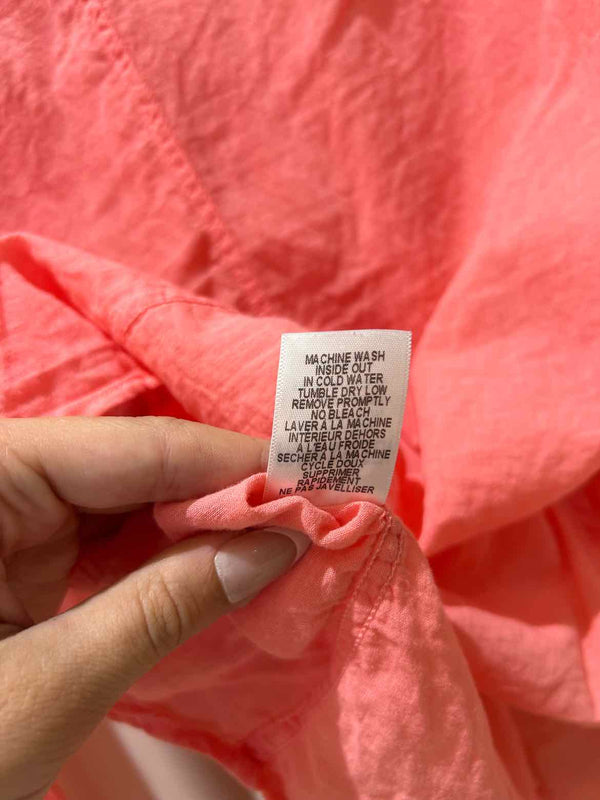 MACHINE WASH
INSIDE OUT
IN COLD WATER
TUMBLE DRY LOW
REMOVE PROMPTLY
NO BLEACH
LAVER À LA MACHINE
INTERIEUR DEHORS
À L'EAU FROIDE
SECHER À LA MACHINE
CYCLE DOUX
SUPPRIMER
RAPIDEMENT
NE PAS JAVELLISER